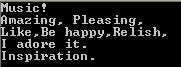 Music!
Amazing, Pleasing,
Like,Be happy,Relish,
I adore it.
Inspiration.